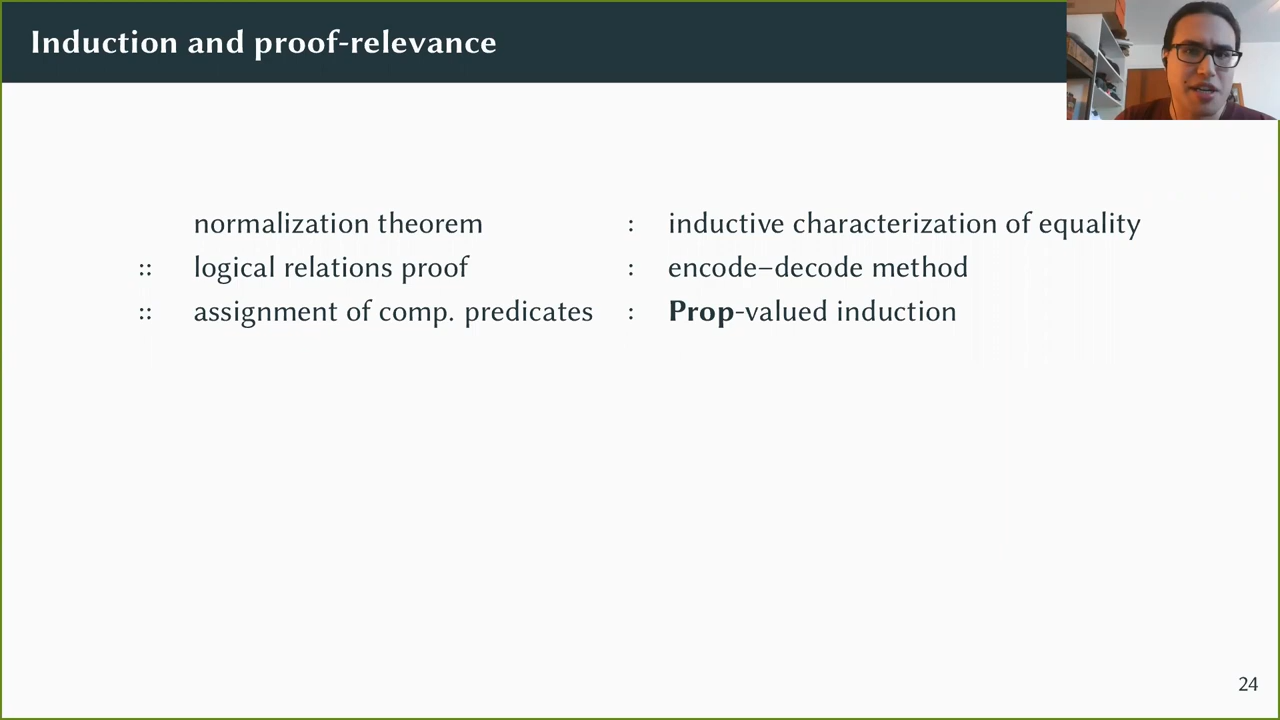 Induction and proof-relevance
normalization theorem : inductive characterization of equality
:: logical relations proof : encode–decode method
:: assignment of comp. predicates : Prop-valued induction
24